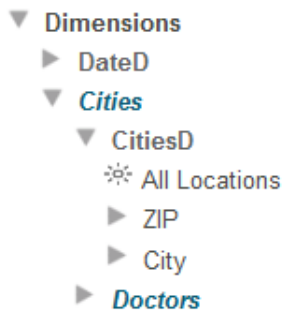 Dimensions
DateD
Cities
CitiesD
All Locations
ZIP
City
Doctors